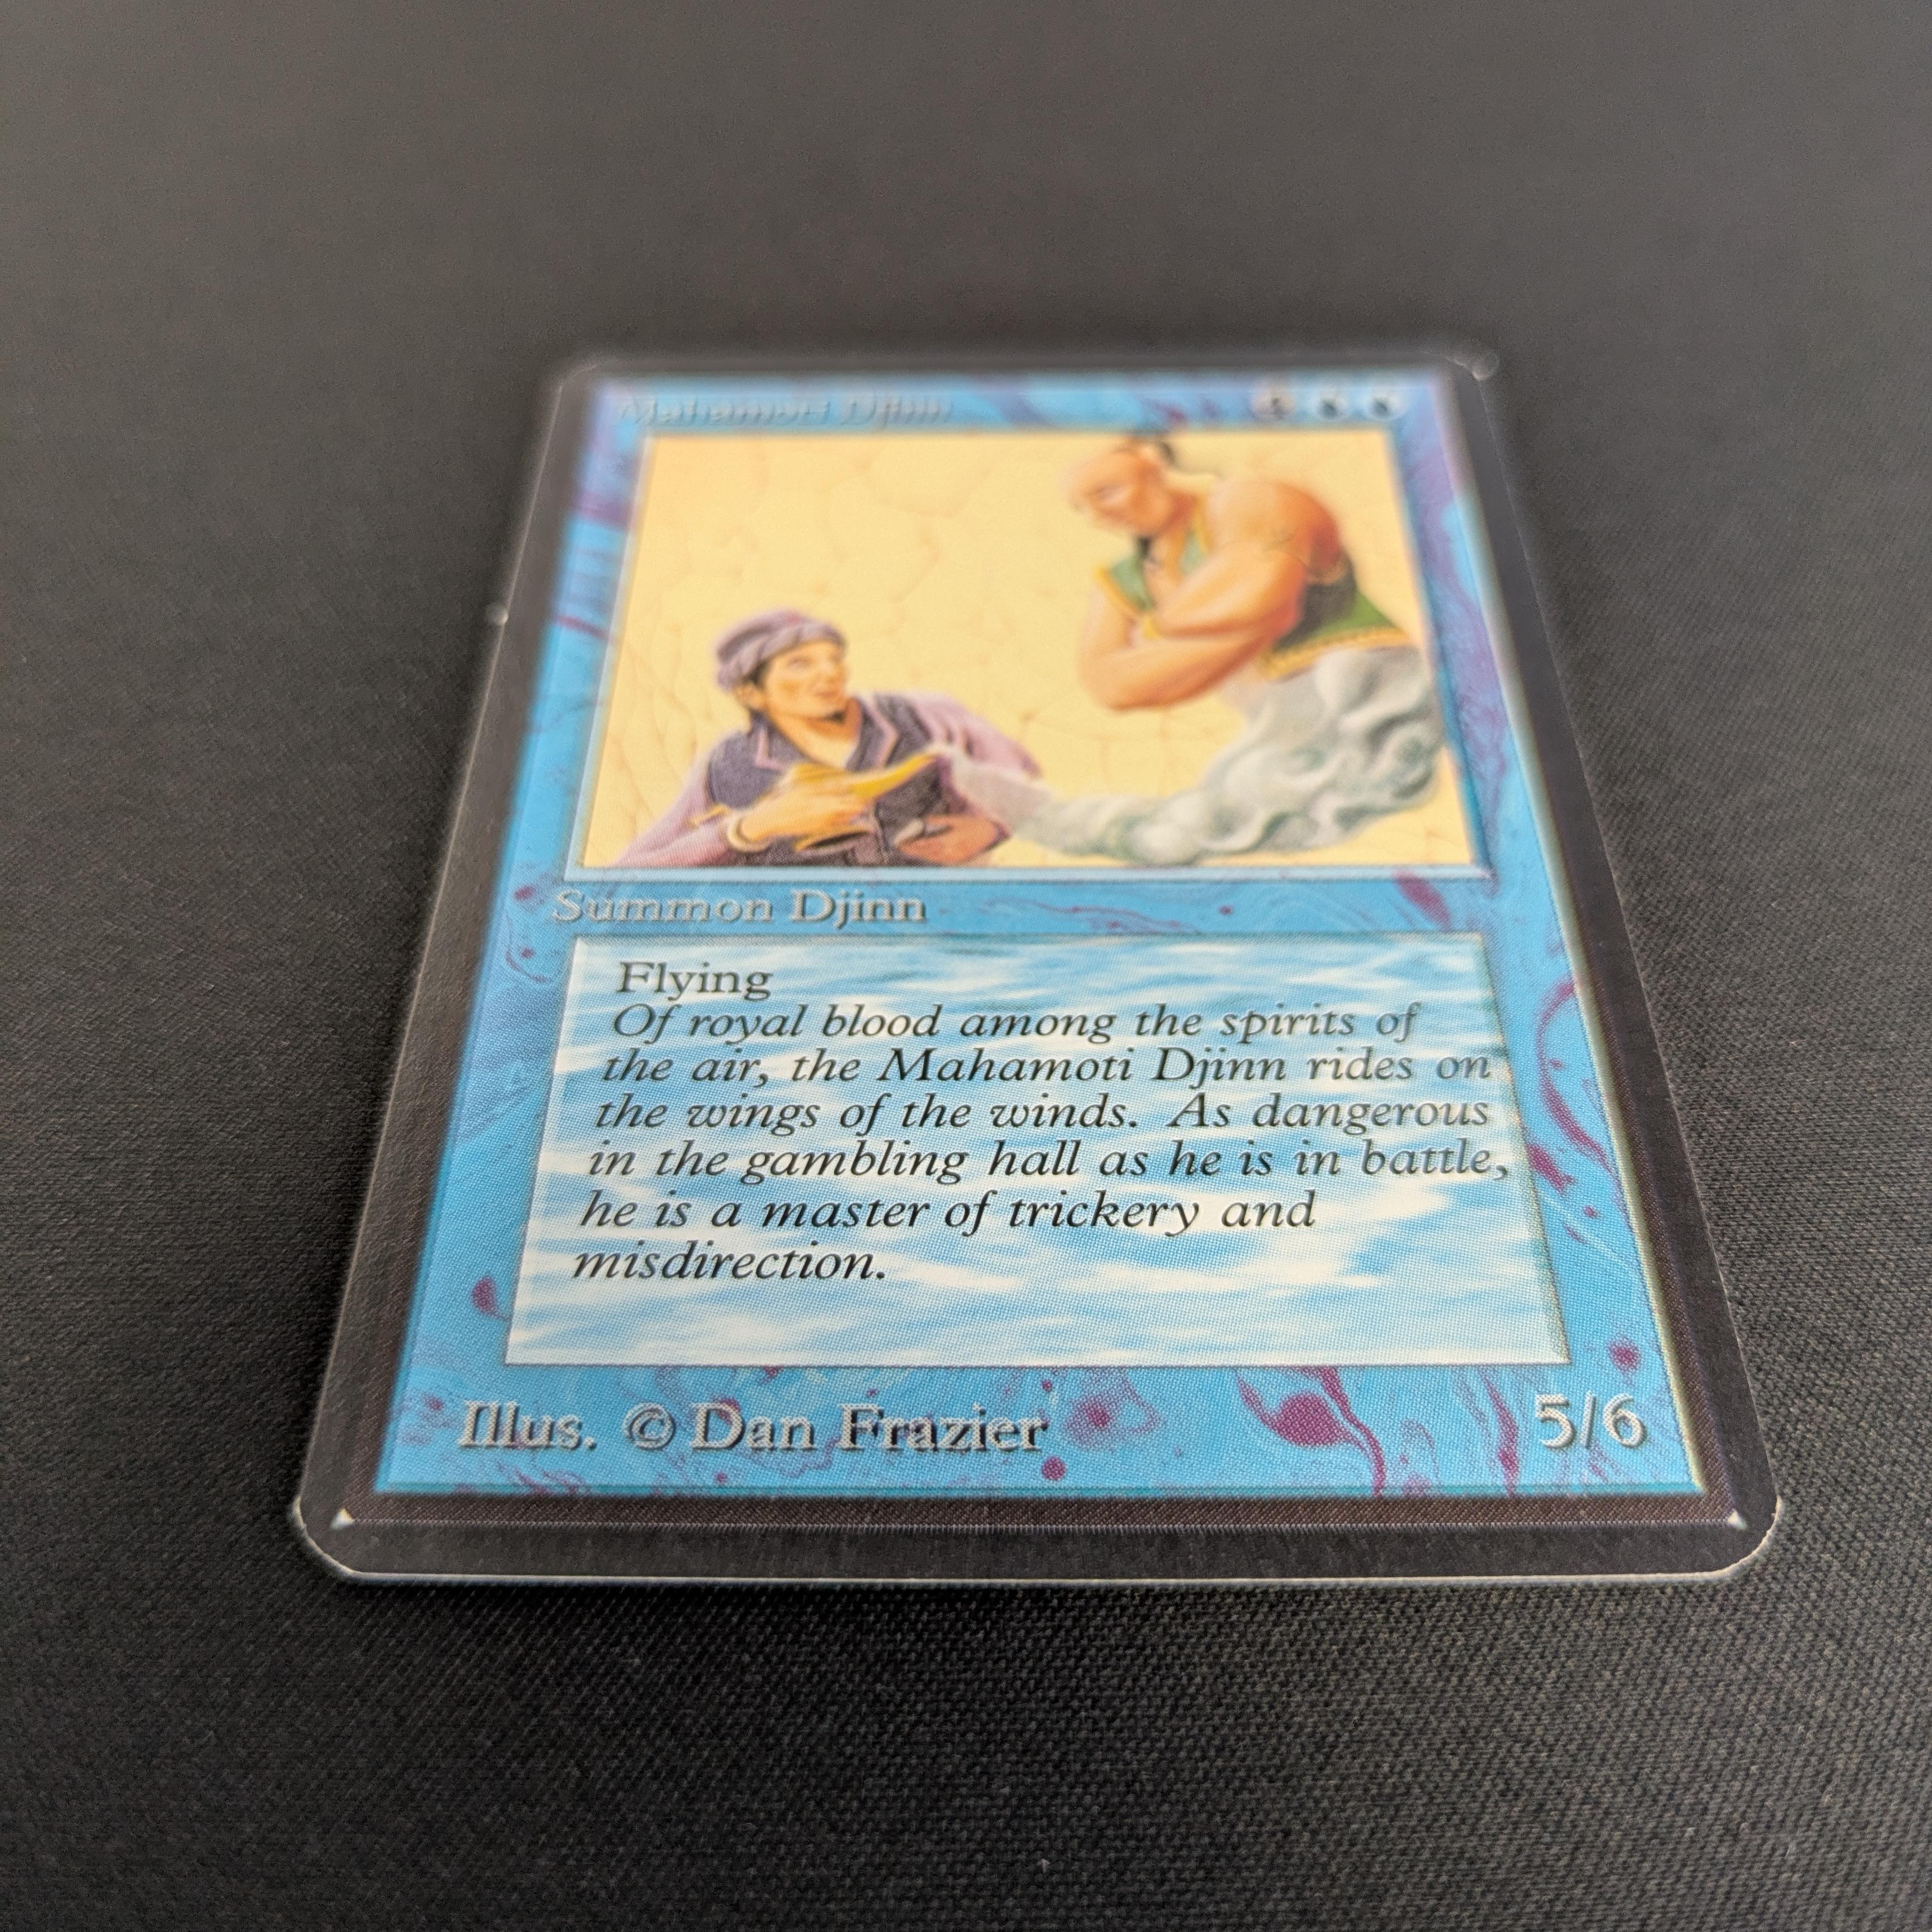 Mahamoti Djinn
Summon Djinn
Flying
Of royal blood among the spirits of
the air, the Mahamoti Djinn rides on
the wings of the winds. As dangerous
in the gambling hall as he is in battle,
he is a master of trickery and
misdirection.
Illus. © Dan Frazier
5/6